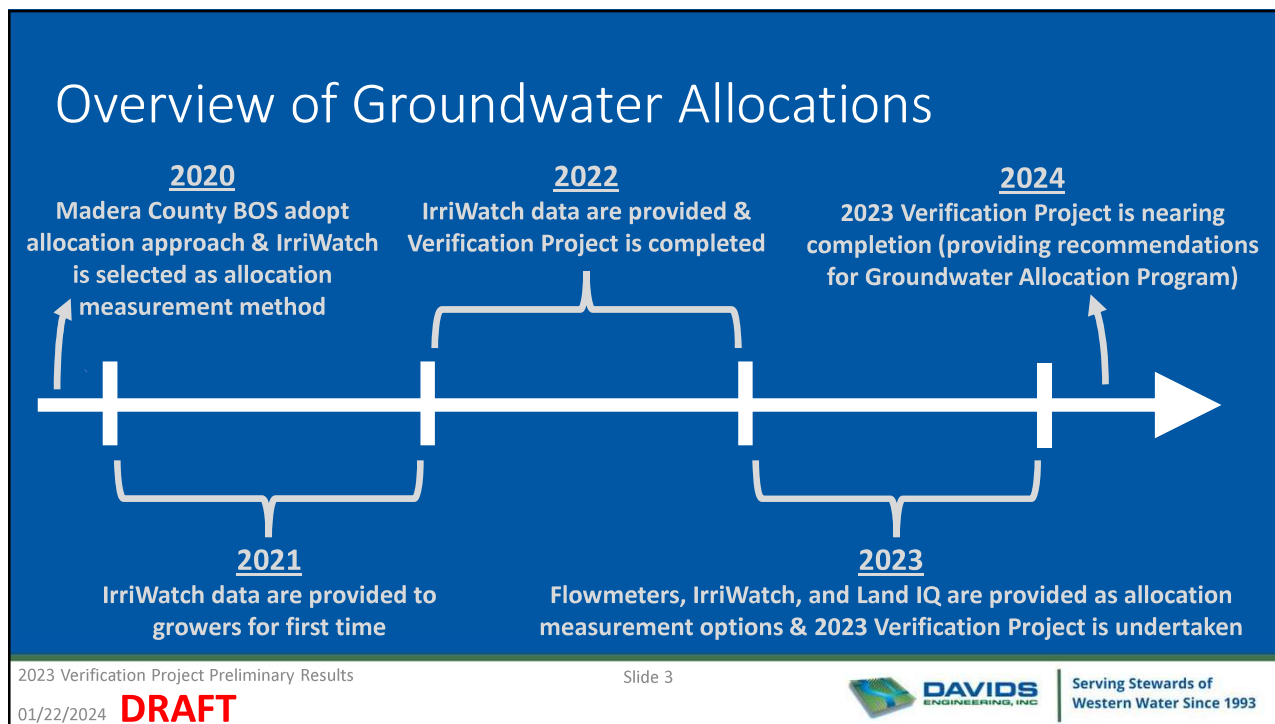 Overview of Groundwater Allocations
2020
Madera County BOS adopt
allocation approach & IrriWatch
is selected as allocation
measurement method
2022
IrriWatch data are provided &
Verification Project is completed
2024
2023 Verification Project is nearing
completion (providing recommendations
for Groundwater Allocation Program)
2021
IrriWatch data are provided to
growers for first time
2023
Flowmeters, IrriWatch, and Land IQ are provided as allocation
measurement options & 2023 Verification Project is undertaken
2023 Verification Project Preliminary Results
01/22/2024 DRAFT
Slide 3
DAVIDS
ENGINEERING, INC
Serving Stewards of
Western Water Since 1993